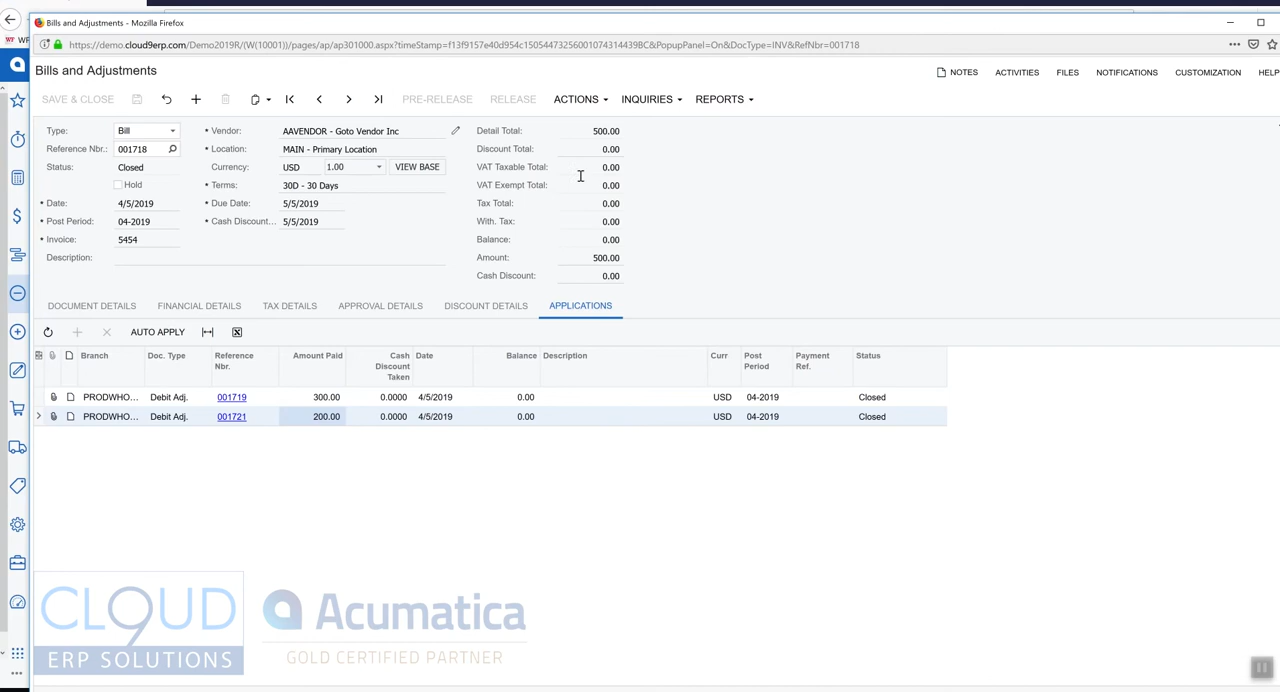 Bills and Adjustments - Mozilla Firefox
https://demo.cloud9erp.com/Demo2019R/(W(10001))/pages/ap/ap301000.aspx?timeStamp=f13f9157e40d954c1505447325600107431443​9BC&PopupPanel=On&DocType=INV&RefNbr=001718
Bills and Adjustments
NOTES ACTIVITIES FILES NOTIFICATIONS CUSTOMIZATION HELP
SAVE & CLOSE PRE-RELEASE RELEASE ACTIONS INQUIRIES REPORTS
Type: Bill * Vendor: AAVENDOR - Goto Vendor Inc Detail Total: 500.00
Reference Nbr.: 001718 * Location: MAIN - Primary Location Discount Total: 0.00
Status: Closed Currency: USD 1.00 VIEW BASE VAT Taxable Total: 0.00
Hold * Terms: 30D - 30 Days VAT Exempt Total: 0.00
* Date: 4/5/2019 * Due Date: 5/5/2019 Tax Total: 0.00
* Post Period: 04-2019 * Cash Discount... 5/5/2019 With. Tax: 0.00
* Invoice: 5454 Balance: 0.00
Description: Amount: 500.00
Cash Discount: 0.00
DOCUMENT DETAILS FINANCIAL DETAILS TAX DETAILS APPROVAL DETAILS DISCOUNT DETAILS APPLICATIONS
AUTO APPLY
Branch Doc. Type Reference Nbr. Amount Paid Cash Discount Taken Date Balance Description Curr Post Period Payment Ref. Status
PRODWHO... Debit Adj. 001719 300.00 0.0000 4/5/2019 0.00 USD 04-2019 Closed
PRODWHO... Debit Adj. 001721 200.00 0.0000 4/5/2019 0.00 USD 04-2019 Closed
CLOUD9
ERP SOLUTIONS
Acumatica
GOLD CERTIFIED PARTNER